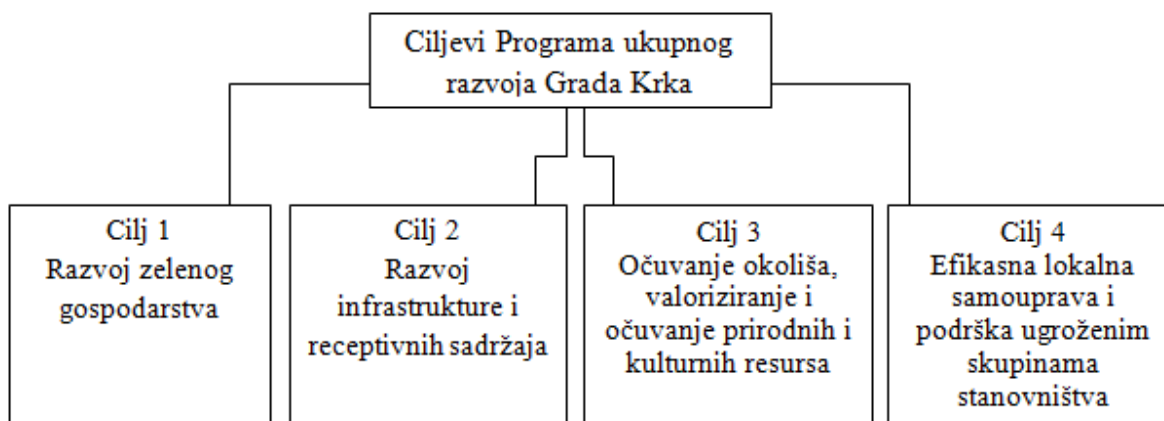 Ciljevi Programa ukupnog
razvoja Grada Krka
Cilj 1
Razvoj zelenog
gospodarstva
Cilj 2
Razvoj
infrastrukture i
receptivnih sadržaja
Cilj 3
Očuvanje okoliša,
valoriziranje i
očuvanje prirodnih i
kulturnih resursa
Cilj 4
Efikasna lokalna
samouprava i
podrška ugroženim
skupinama
stanovništva